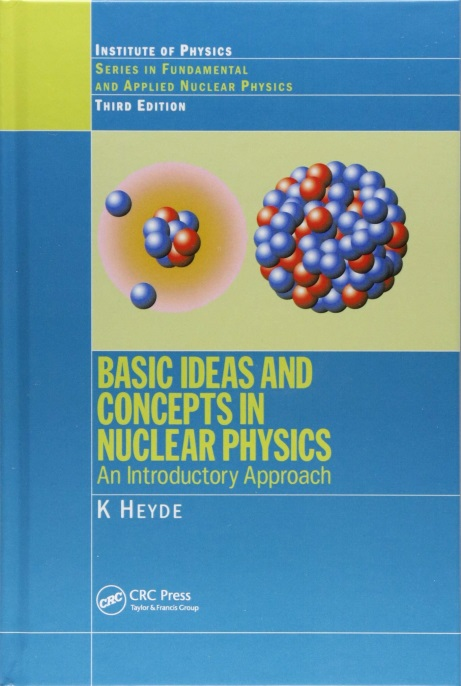 INSTITUTE OF PHYSICS
SERIES IN FUNDAMENTAL
AND APPLIED NUCLEAR PHYSICS
THIRD EDITION
BASIC IDEAS AND
CONCEPTS IN
NUCLEAR PHYSICS
An Introductory Approach
K HEYDE
CRC CRC Press
Taylor & Francis Group